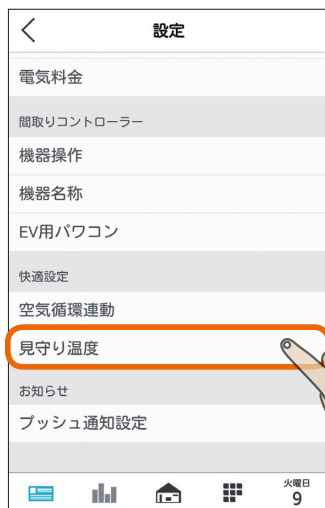 設定
電気料金
間取りコントローラー
機器操作
機器名称
EV用パワコン
快適設定
空気循環連動
見守り温度
お知らせ
プッシュ通知設定
火曜日
9